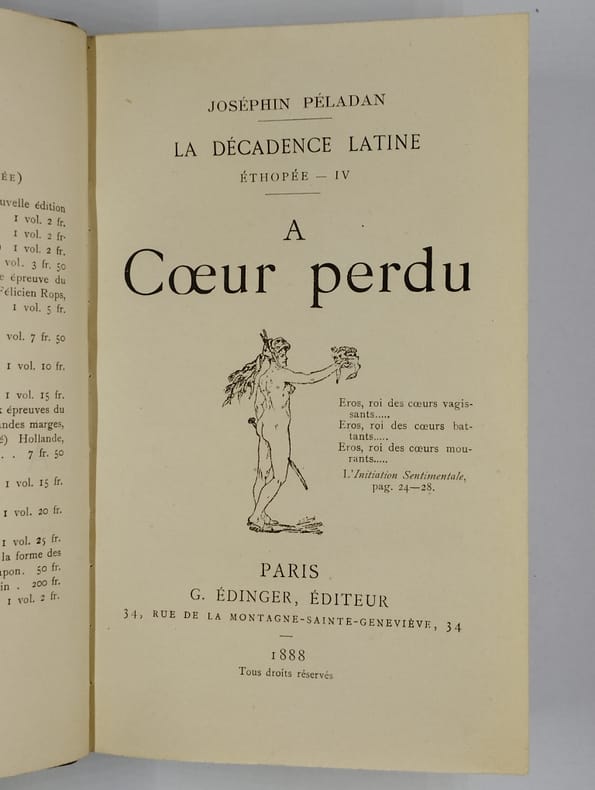 ÉE)
uvelle édition
1 vol. 2 fr.
1 vol. 2 fr.
1 vol. 2 fr.
vol. 3 fr. 50
e épreuve du
Félicien Rops,
1 vol. 5 fr.
vol. 7 fr. 50
1 vol. 10 fr.
1 vol. 15 fr.
x épreuves du
andes marges,
é) Hollande,
. . 7 fr. 50
1 vol. 15 fr.
1 vol. 20 fr.
1 vol. 25 fr.
la forme des
apon. 50 fr.
in . 200 fr.
1 vol. 2 fr.
JOSÉPHIN PÉLADAN
LA DÉCADENCE LATINE
ÉTHOPÉE — IV
A
Cœur perdu
Eros, roi des cœurs vagis-
sants.....
Eros, roi des cœurs bat-
tants.....
Eros, roi des cœurs mou-
rants.....
L'Initiation Sentimentale,
pag. 24—28.
PARIS
G. ÉDINGER, ÉDITEUR
34, RUE DE LA MONTAGNE-SAINTE-GENEVIÈVE, 34
1888
Tous droits réservés